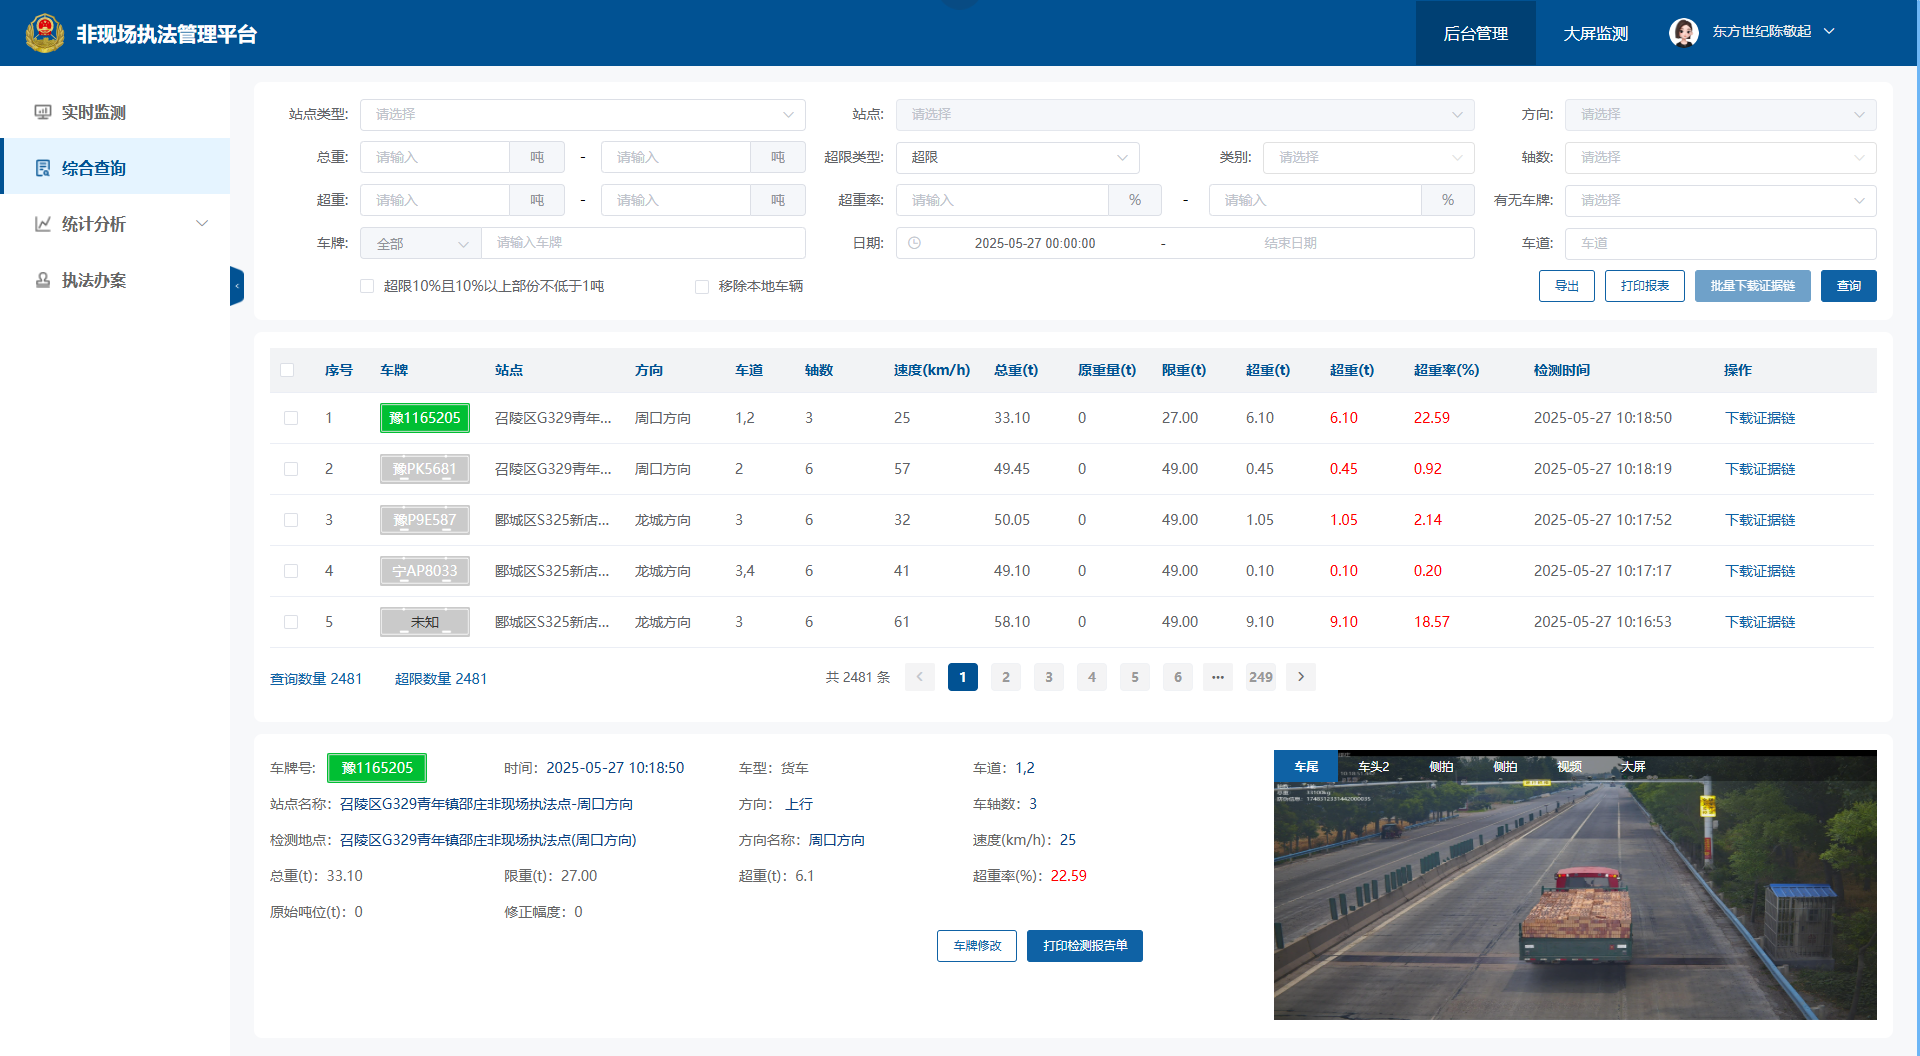 非现场执法管理平台
后台管理
大屏监测
东方世纪陈敬起
实时监测
综合查询
统计分析
执法办案
站点类型: 请选择 站点: 请选择 方向: 请选择
总重: 请输入 吨 - 请输入 吨 超限类型: 超限 类别: 请选择 轴数: 请选择
超重: 请输入 吨 - 请输入 吨 超重率: 请输入 % - 请输入 % 有无车牌: 请选择
车牌: 全部 请输入车牌 日期: 2025-05-27 00:00:00 - 结束日期 车道: 车道
超限10%且10%以上部份不低于1吨 移除本地车辆 导出 打印报表 批量下载证据链 查询
序号 车牌 站点 方向 车道 轴数 速度(km/h) 总重(t) 原重量(t) 限重(t) 超重(t) 超重(t) 超重率(%) 检测时间 操作
1 豫1165205 召陵区G329青年... 周口方向 1,2 3 25 33.10 0 27.00 6.10 6.10 22.59 2025-05-27 10:18:50 下载证据链
2 豫PK5681 召陵区G329青年... 周口方向 2 6 57 49.45 0 49.00 0.45 0.45 0.92 2025-05-27 10:18:19 下载证据链
3 豫P9E587 郾城区S325新店... 龙城方向 3 6 32 50.05 0 49.00 1.05 1.05 2.14 2025-05-27 10:17:52 下载证据链
4 宁AP8033 郾城区S325新店... 龙城方向 3,4 6 41 49.10 0 49.00 0.10 0.10 0.20 2025-05-27 10:17:17 下载证据链
5 未知 郾城区S325新店... 龙城方向 3 6 61 58.10 0 49.00 9.10 9.10 18.57 2025-05-27 10:16:53 下载证据链
查询数量 2481 超限数量 2481 共 2481 条 1 2 3 4 5 6 ••• 249
车牌号: 豫1165205 时间: 2025-05-27 10:18:50 车型: 货车 车道: 1,2
站点名称: 召陵区G329青年镇邵庄非现场执法点-周口方向 方向: 上行 车轴数: 3
检测地点: 召陵区G329青年镇邵庄非现场执法点(周口方向) 方向名称: 周口方向 速度(km/h): 25
总重(t): 33.10 限重(t): 27.00 超重(t): 6.1 超重率(%): 22.59
原始吨位(t): 0 修正幅度: 0
车牌修改 打印检测报告单
车尾 车头2 侧拍 侧拍 视频 大屏